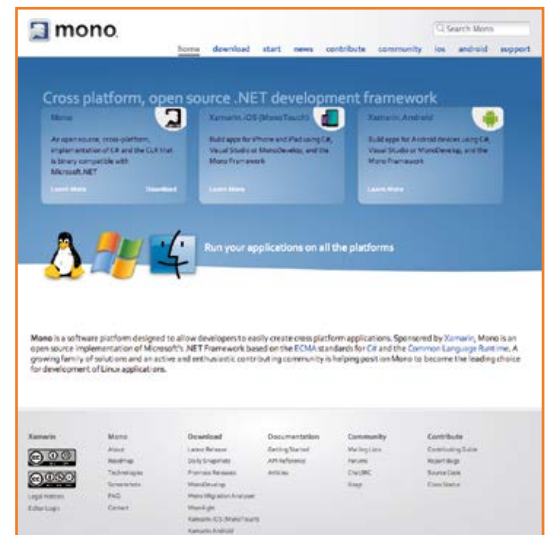 mono
Search Mono
home download start news contribute community ios android support
Cross platform, open source .NET development framework
Mono
An open source, cross-platform,
implementation of C# and the CLR that
is binary compatible with
Microsoft.NET
Learn More Download
Xamarin.iOS (MonoTouch)
Build apps for iPhone and iPad using C#,
Visual Studio or MonoDevelop, and the
Mono Framework
Learn More
Xamarin.Android
Build apps for Android devices using C#,
Visual Studio or MonoDevelop, and the
Mono Framework
Learn More
Run your applications on all the platforms
Mono is a software platform designed to allow developers to easily create cross platform applications. Sponsored by Xamarin, Mono is an
open source implementation of Microsoft's .NET Framework based on the ECMA standards for C# and the Common Language Runtime. A
growing family of solutions and an active and enthusiastic contributing community is helping position Mono to become the leading choice
for development of Linux applications.
Xamarin
Legal Notices
Editor Login
Mono
About
Roadmap
Technologies
Screenshots
FAQ
Contact
Download
Latest Release
Daily Snapshots
Previous Releases
MonoDevelop
Mono Migration Analyzer
Moonlight
Xamarin.iOS (MonoTouch)
Xamarin.Android
Documentation
Getting Started
API Reference
Articles
Community
Mailing Lists
Forums
Chat/IRC
Blogs
Contribute
Contributing Guide
Report Bugs
Source Code
Class Status